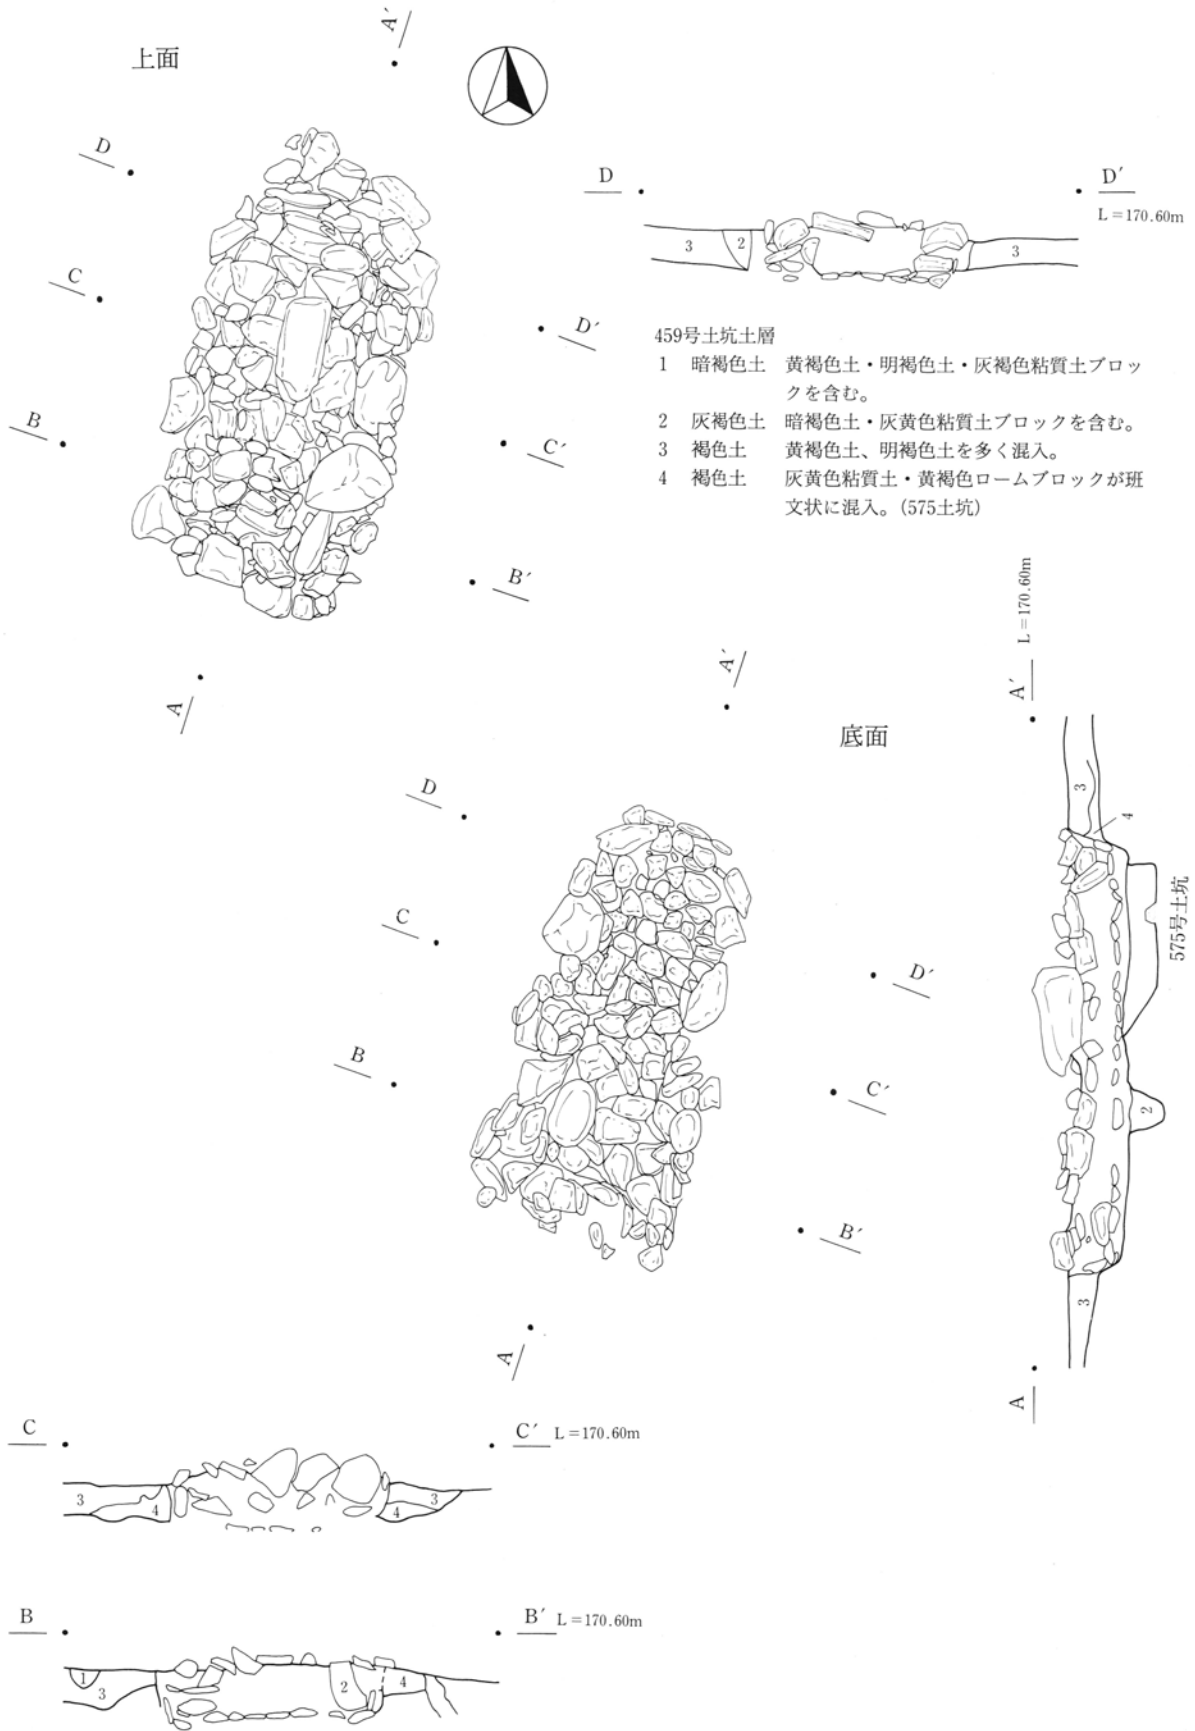 上面
A′
D
C
B
D′
C′
B′
A
D
D′
L＝170.60m
3
2
3
459号土坑土層
1 暗褐色土 黄褐色土・明褐色土・灰褐色粘質土ブロッ
クを含む。
2 灰褐色土 暗褐色土・灰黄色粘質土ブロックを含む。
3 褐色土 黄褐色土、明褐色土を多く混入。
4 褐色土 灰黄色粘質土・黄褐色ロームブロックが班
文状に混入。(575土坑)
底面
A′
D
C
B
D′
C′
B′
A
L＝170.60m
A′
3
4
575号土坑
2
3
A
C
C′ L＝170.60m
3
4
3
4
B
B′ L＝170.60m
1
3
2
4